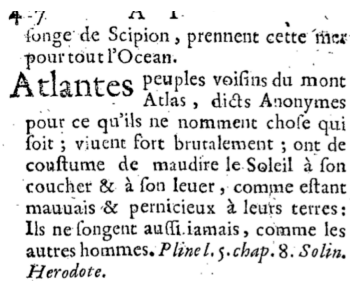 ſonge de Scipion, prennent cette mer
pour tout l'Ocean.
Atlantes peuples voiſins du mont
Atlas, dicts Anonymes
pour ce qu'ils ne nomment choſe qui
ſoit ; viuent fort brutalement ; ont de
couſtume de maudire le Soleil à ſon
coucher & à ſon leuer, comme eſtant
mauuais & pernicieux à leurs terres:
Ils ne ſongent auſſi iamais, comme les
autres hommes. Pline l. 5. chap. 8. Solin.
Herodote.